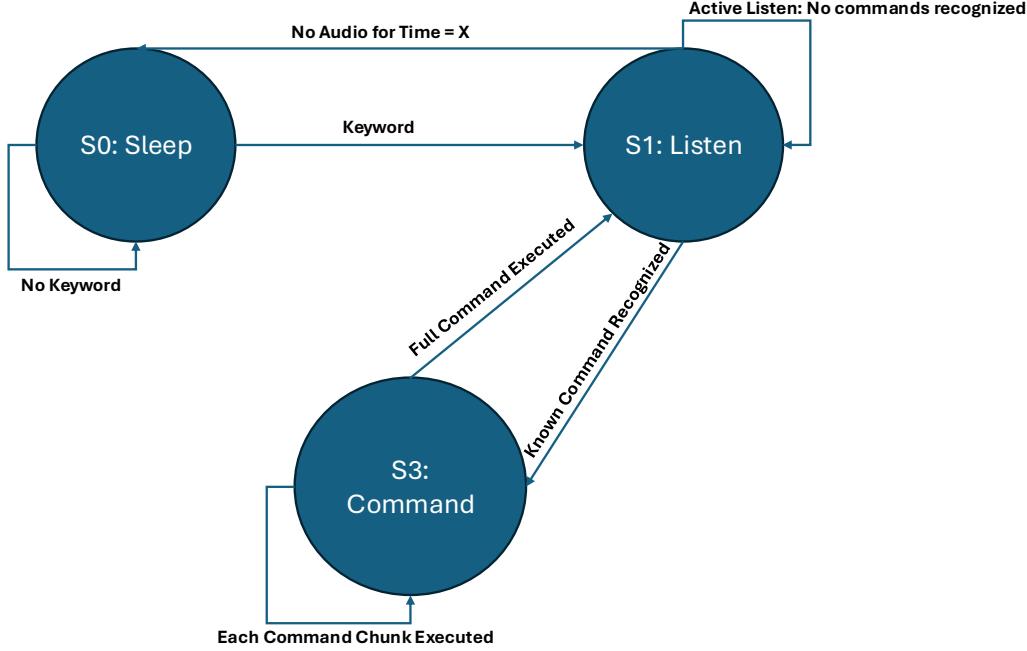 Active Listen: No commands recognized
No Audio for Time = X
Keyword
S0: Sleep
S1: Listen
No Keyword
Full Command Executed
Known Command Recognized
S3:
Command
Each Command Chunk Executed